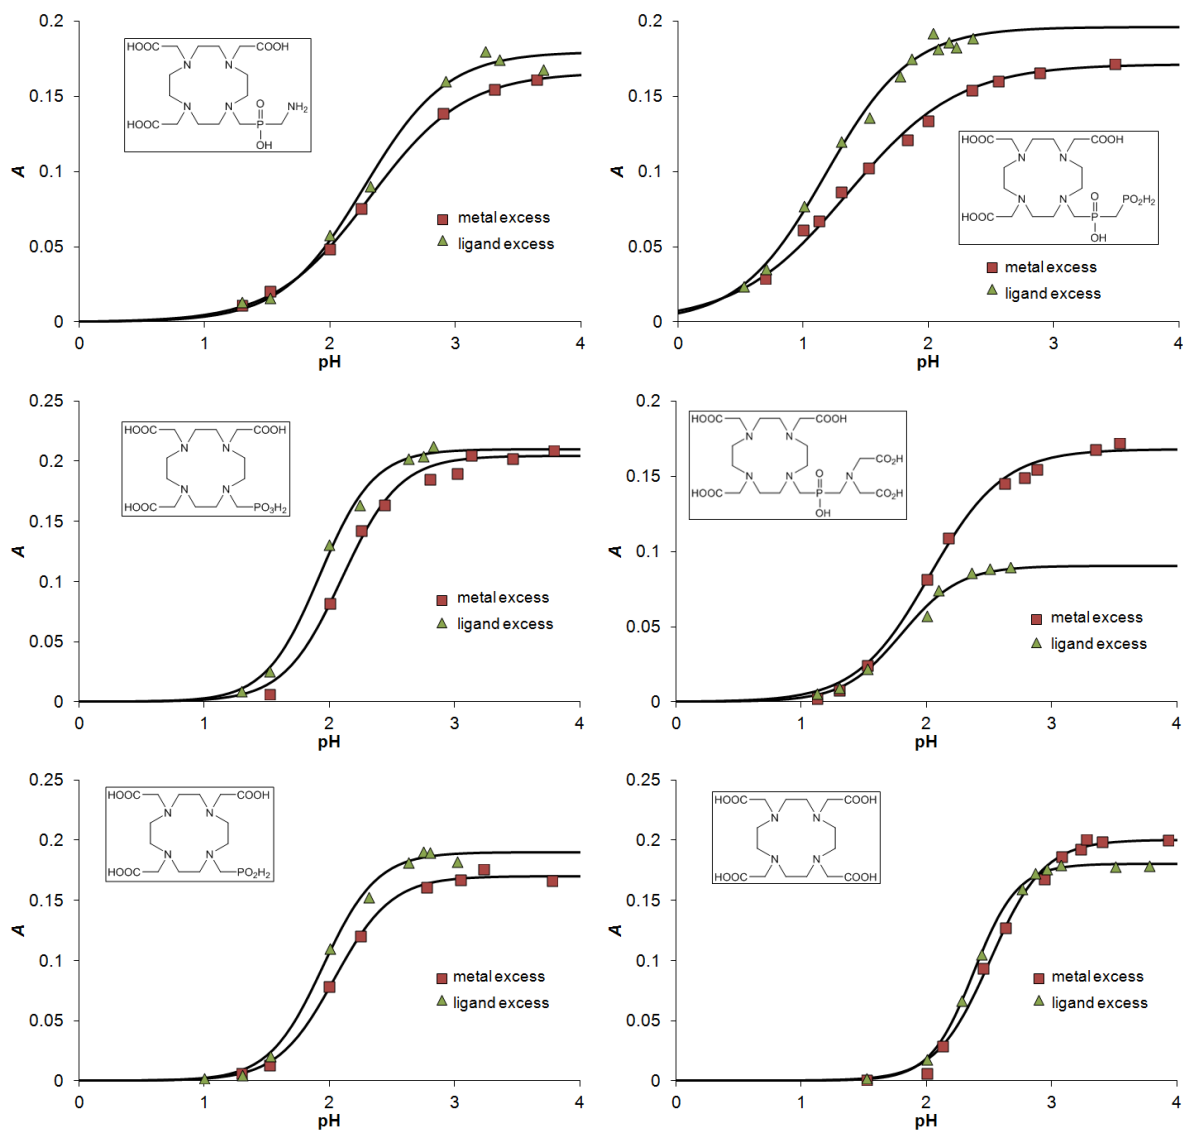 0.2
0.15
0.1
0.05
0
A
0
1
2
3
4
pH
HOOC
COOH
N
N
N
N
HOOC
O
P
NH2
OH
metal excess
ligand excess
0.2
0.15
0.1
0.05
0
A
0
1
2
3
4
pH
HOOC
COOH
N
N
N
N
PO2H2
O
HOOC
P
OH
metal excess
ligand excess
0.25
0.2
0.15
0.1
0.05
0
A
0
1
2
3
4
pH
HOOC
COOH
N
N
N
N
HOOC
PO3H2
metal excess
ligand excess
0.2
0.15
0.1
0.05
0
A
0
1
2
3
4
pH
HOOC
COOH
N
N
CO2H
N
N
O
N
HOOC
P
CO2H
OH
metal excess
ligand excess
0.25
0.2
0.15
0.1
0.05
0
A
0
1
2
3
4
pH
HOOC
COOH
N
N
N
N
HOOC
PO2H2
metal excess
ligand excess
0.25
0.2
0.15
0.1
0.05
0
A
0
1
2
3
4
pH
HOOC
COOH
N
N
N
N
HOOC
COOH
metal excess
ligand excess